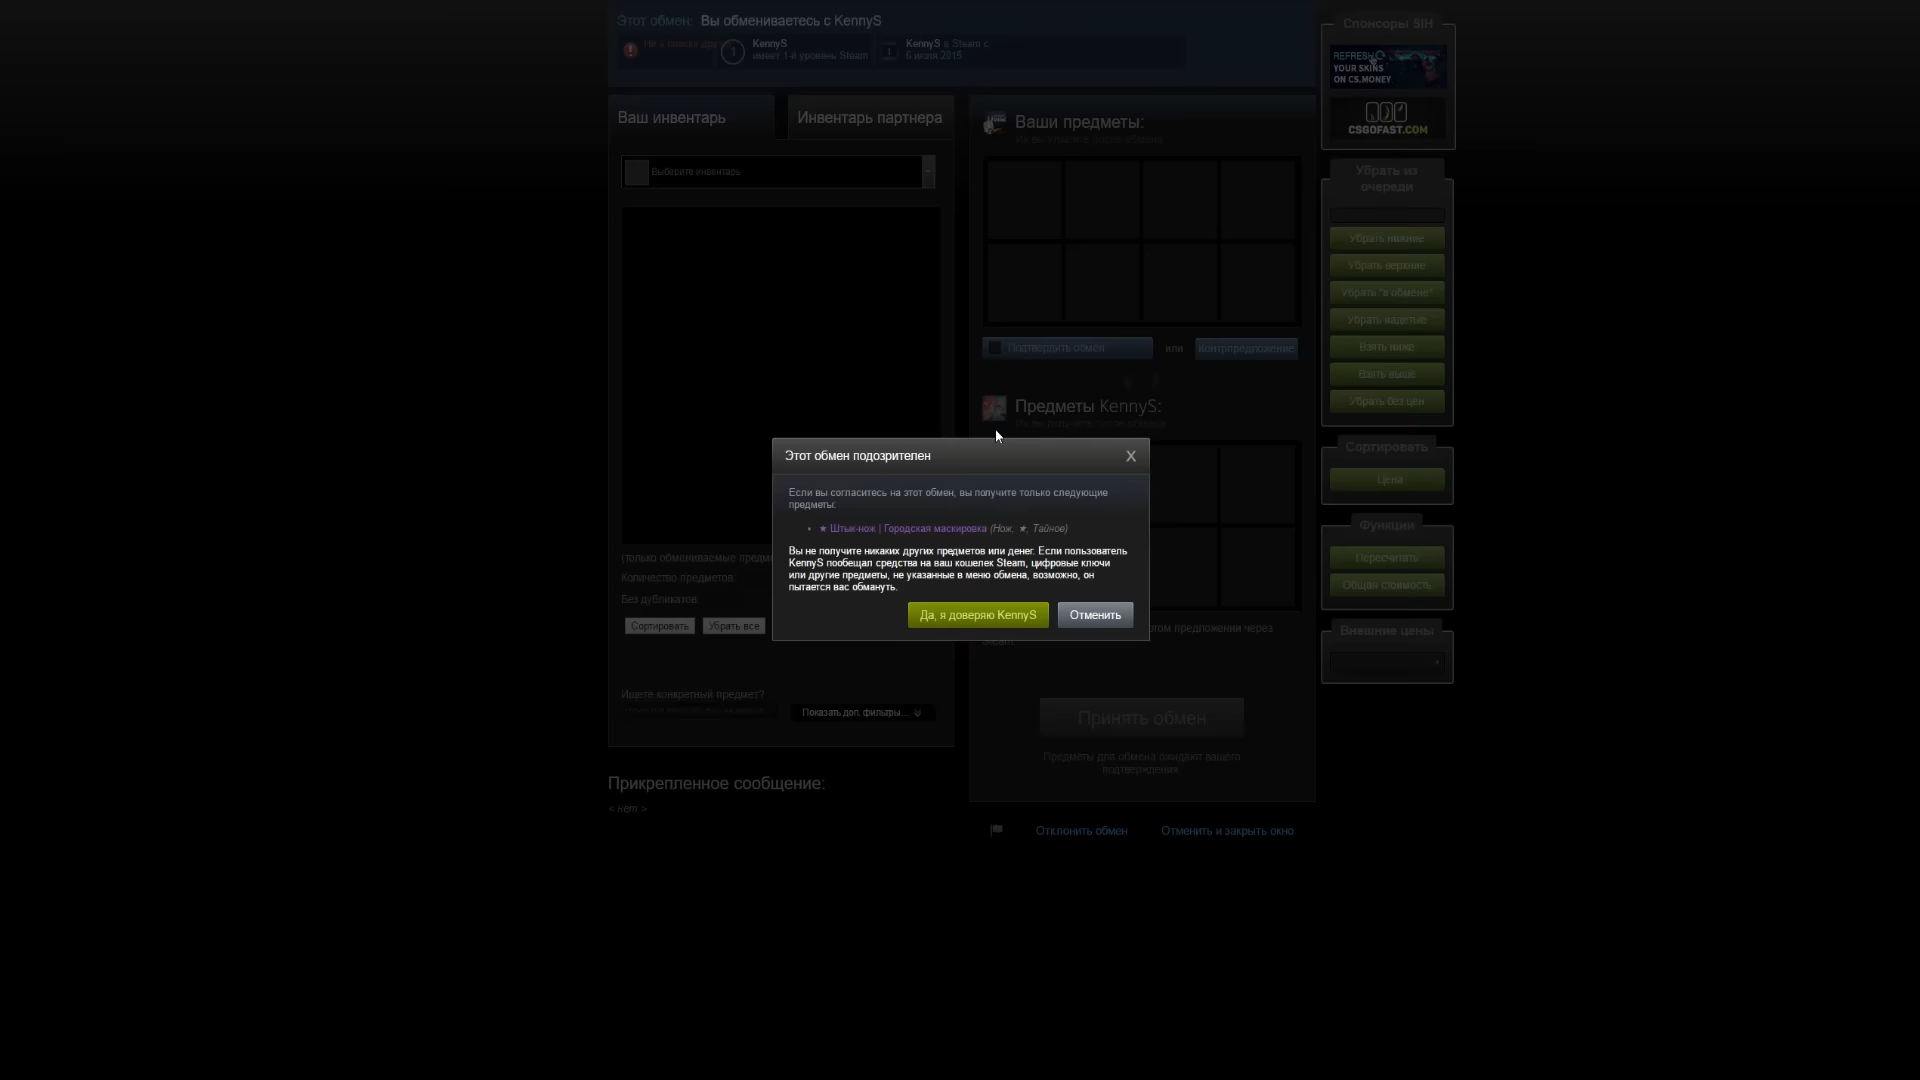 Этот обмен: Вы обмениваетесь с KennyS
KennyS
имеет 1-й уровень Steam
1
1
KennyS в Steam с
6 июля 2015
Ваш инвентарь
Инвентарь партнера
Выберите инвентарь
Количество предметов:
Без дубликатов:
Сортировать
Убрать все
Ищете конкретный предмет?
Показать доп. фильтры...
Прикрепленное сообщение:
< нет >
Ваши предметы:
Подтвердить обмен
или
Контрпредложение
Предметы KennyS:
Этот обмен подозрителен
X
Если вы согласитесь на этот обмен, вы получите только следующие
предметы:
• ★ Штык-нож | Городская маскировка (Нож, ★, Тайное)
Вы не получите никаких других предметов или денег. Если пользователь
KennyS пообещал средства на ваш кошелек Steam, цифровые ключи
или другие предметы, не указанные в меню обмена, возможно, он
пытается вас обмануть.
Да, я доверяю KennyS
Отменить
предложении через
Принять обмен
Предметы для обмена ожидают вашего
подтверждения
Отклонить обмен
Отменить и закрыть окно
Спонсоры SIH
REFRESH
YOUR SKINS
ON CS.MONEY
CSGOFAST.COM
Убрать из
очереди
Убрать нижние
Убрать верхние
Убрать "в обмене"
Убрать надетые
Взять ниже
Взять выше
Убрать без цен
Сортировать
Цена
Функции
Пересчитать
Общая стоимость
Внешние цены